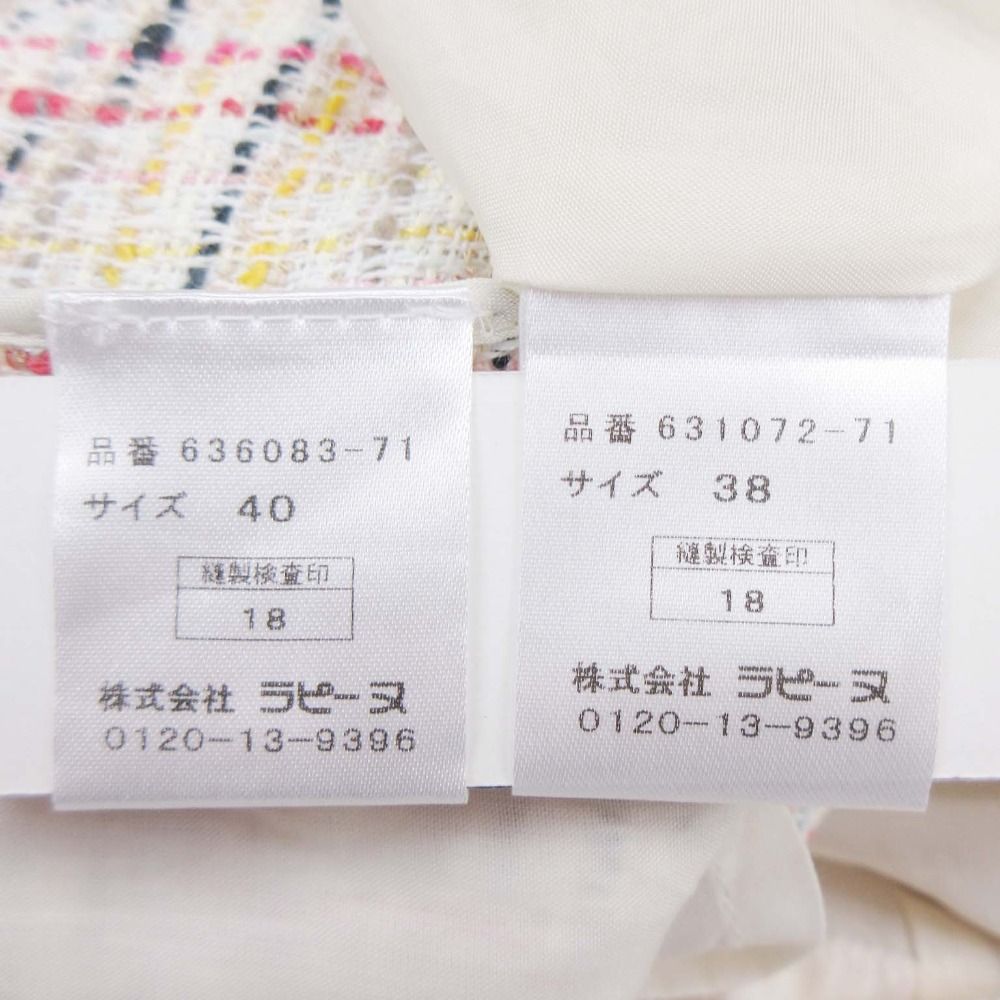 品番 636083-71
サイズ 40
縫製検査印
18
株式会社 ラピーヌ
0120-13-9396
品番 631072-71
サイズ 38
縫製検査印
18
株式会社 ラピーヌ
0120-13-9396